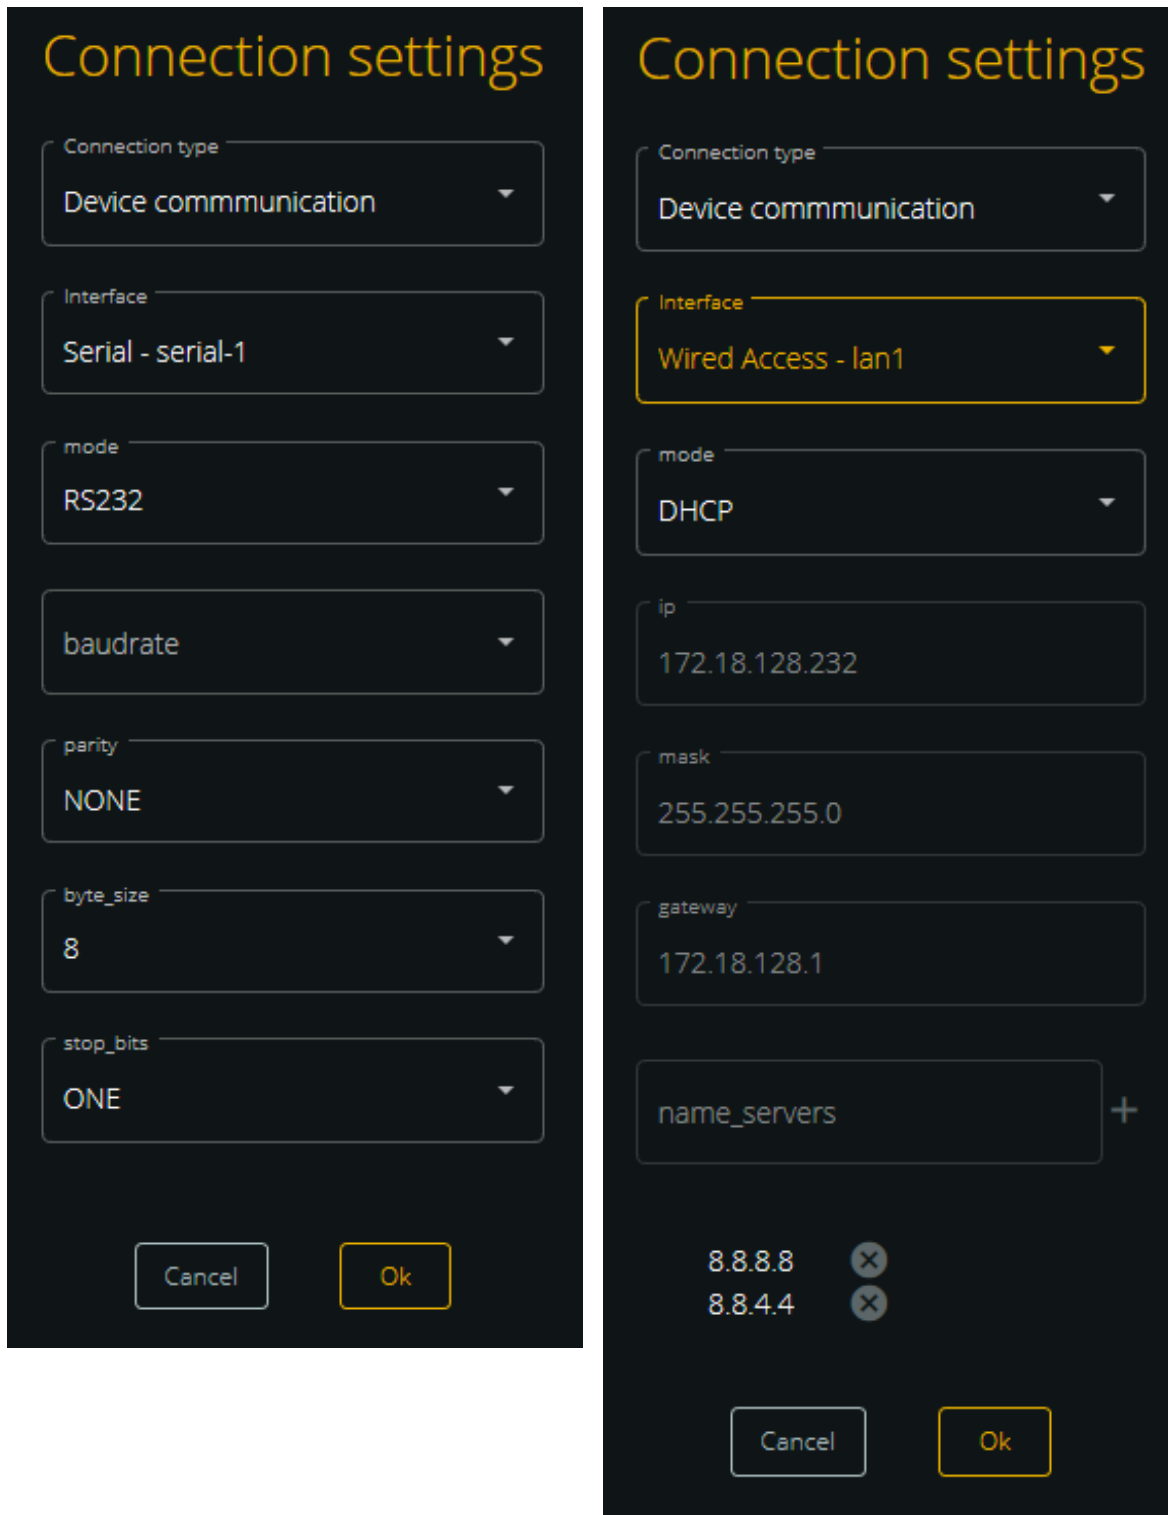 Connection settings
Connection type
Device commmunication
Interface
Serial - serial-1
mode
RS232
baudrate
parity
NONE
byte_size
8
stop_bits
ONE
Cancel
Ok
Connection settings
Connection type
Device commmunication
Interface
Wired Access - lan1
mode
DHCP
ip
172.18.128.232
mask
255.255.255.0
gateway
172.18.128.1
name_servers
8.8.8.8
8.8.4.4
Cancel
Ok